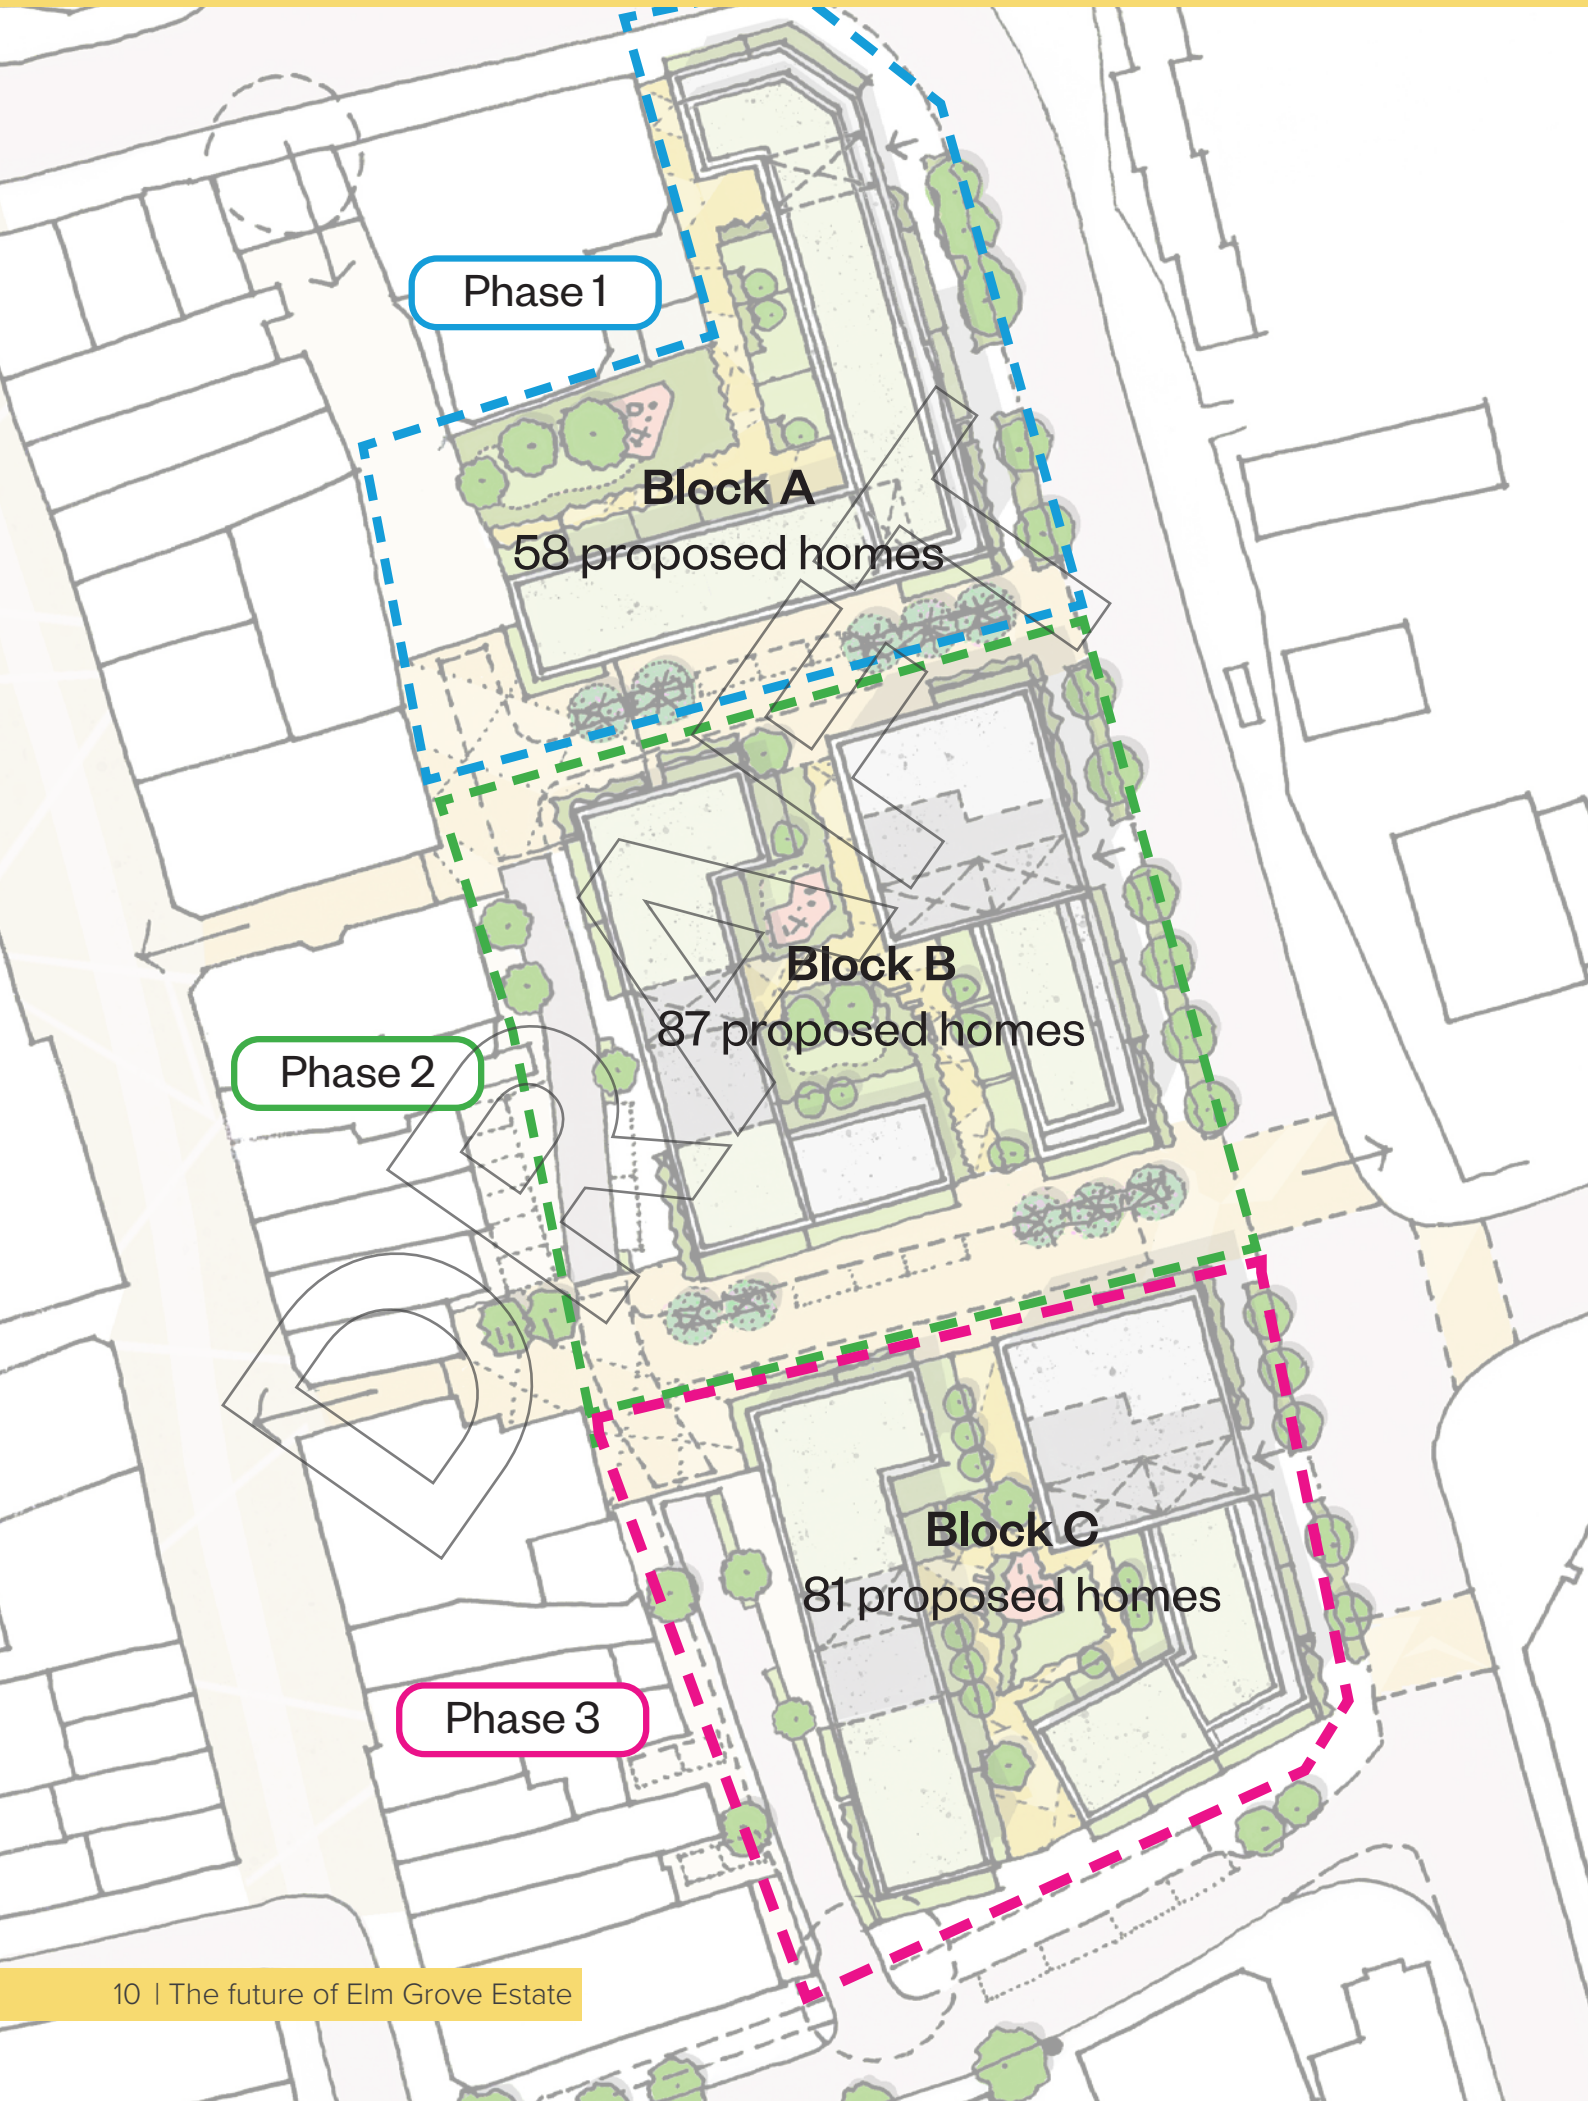 Phase 1
Block A
58 proposed homes
Block B
87 proposed homes
Phase 2
Block C
81 proposed homes
Phase 3
10 | The future of Elm Grove Estate
DRAFT